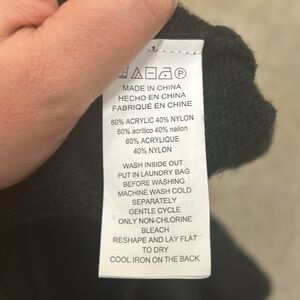 MADE IN CHINA
HECHO EN CHINA
FABRIQUÉ EN CHINE
60% ACRYLIC 40% NYLON
60% acrílico 40% nailon
60% ACRYLIQUE
40% NYLON
WASH INSIDE OUT
PUT IN LAUNDRY BAG
BEFORE WASHING
MACHINE WASH COLD
SEPARATELY
GENTLE CYCLE
ONLY NON-CHLORINE
BLEACH
RESHAPE AND LAY FLAT
TO DRY
COOL IRON ON THE BACK